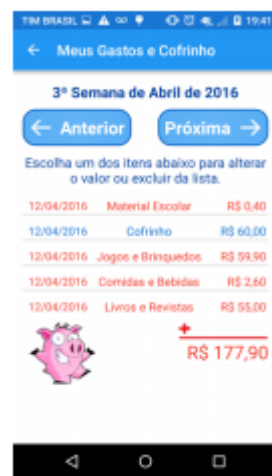 TIM BRASIL 19:41
← Meus Gastos e Cofrinho
3ª Semana de Abril de 2016
← Anterior Próxima →
Escolha um dos itens abaixo para alterar
o valor ou excluir da lista.
12/04/2016 Material Escolar R$ 0,40
12/04/2016 Cofrinho R$ 60,00
12/04/2016 Jogos e Brinquedos R$ 59,90
12/04/2016 Comidas e Bebidas R$ 2,60
12/04/2016 Livros e Revistas R$ 55,00
+
R$ 177,90